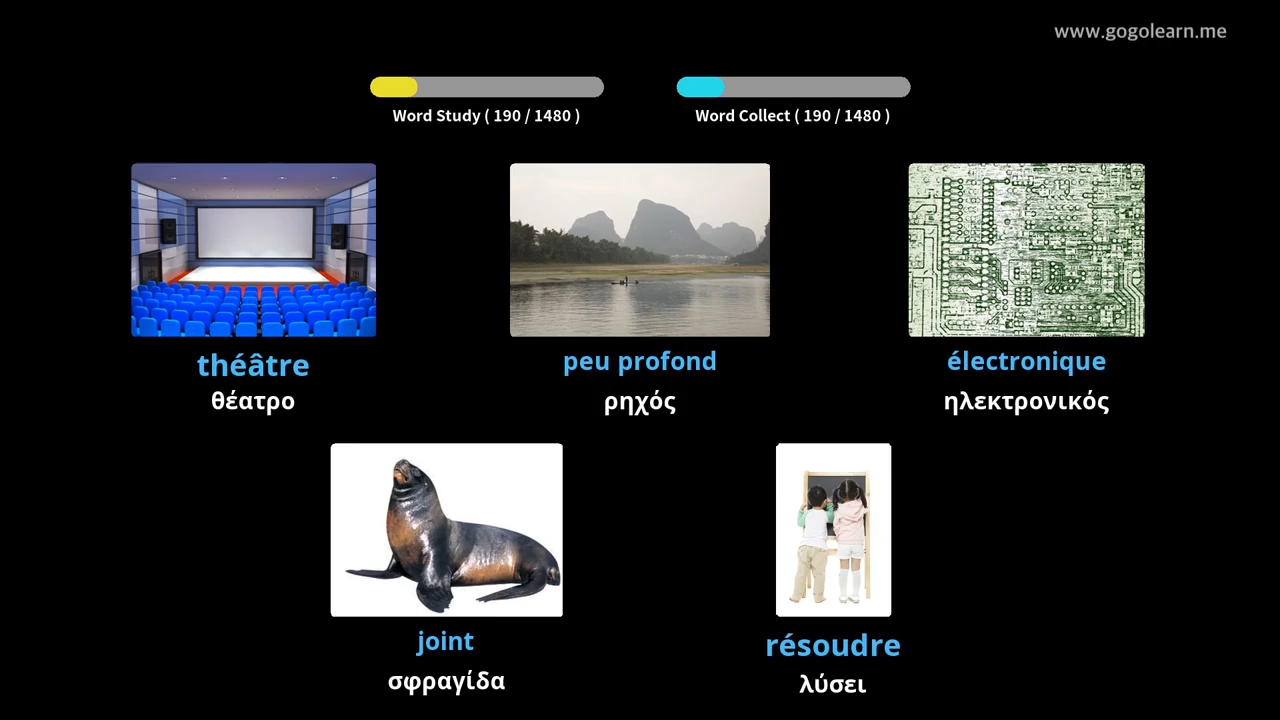 www.gogolearn.me
Word Study ( 190 / 1480 )
Word Collect ( 190 / 1480 )
théâtre
θέατρο
peu profond
ρηχός
électronique
ηλεκτρονικός
joint
σφραγίδα
résoudre
λύσει